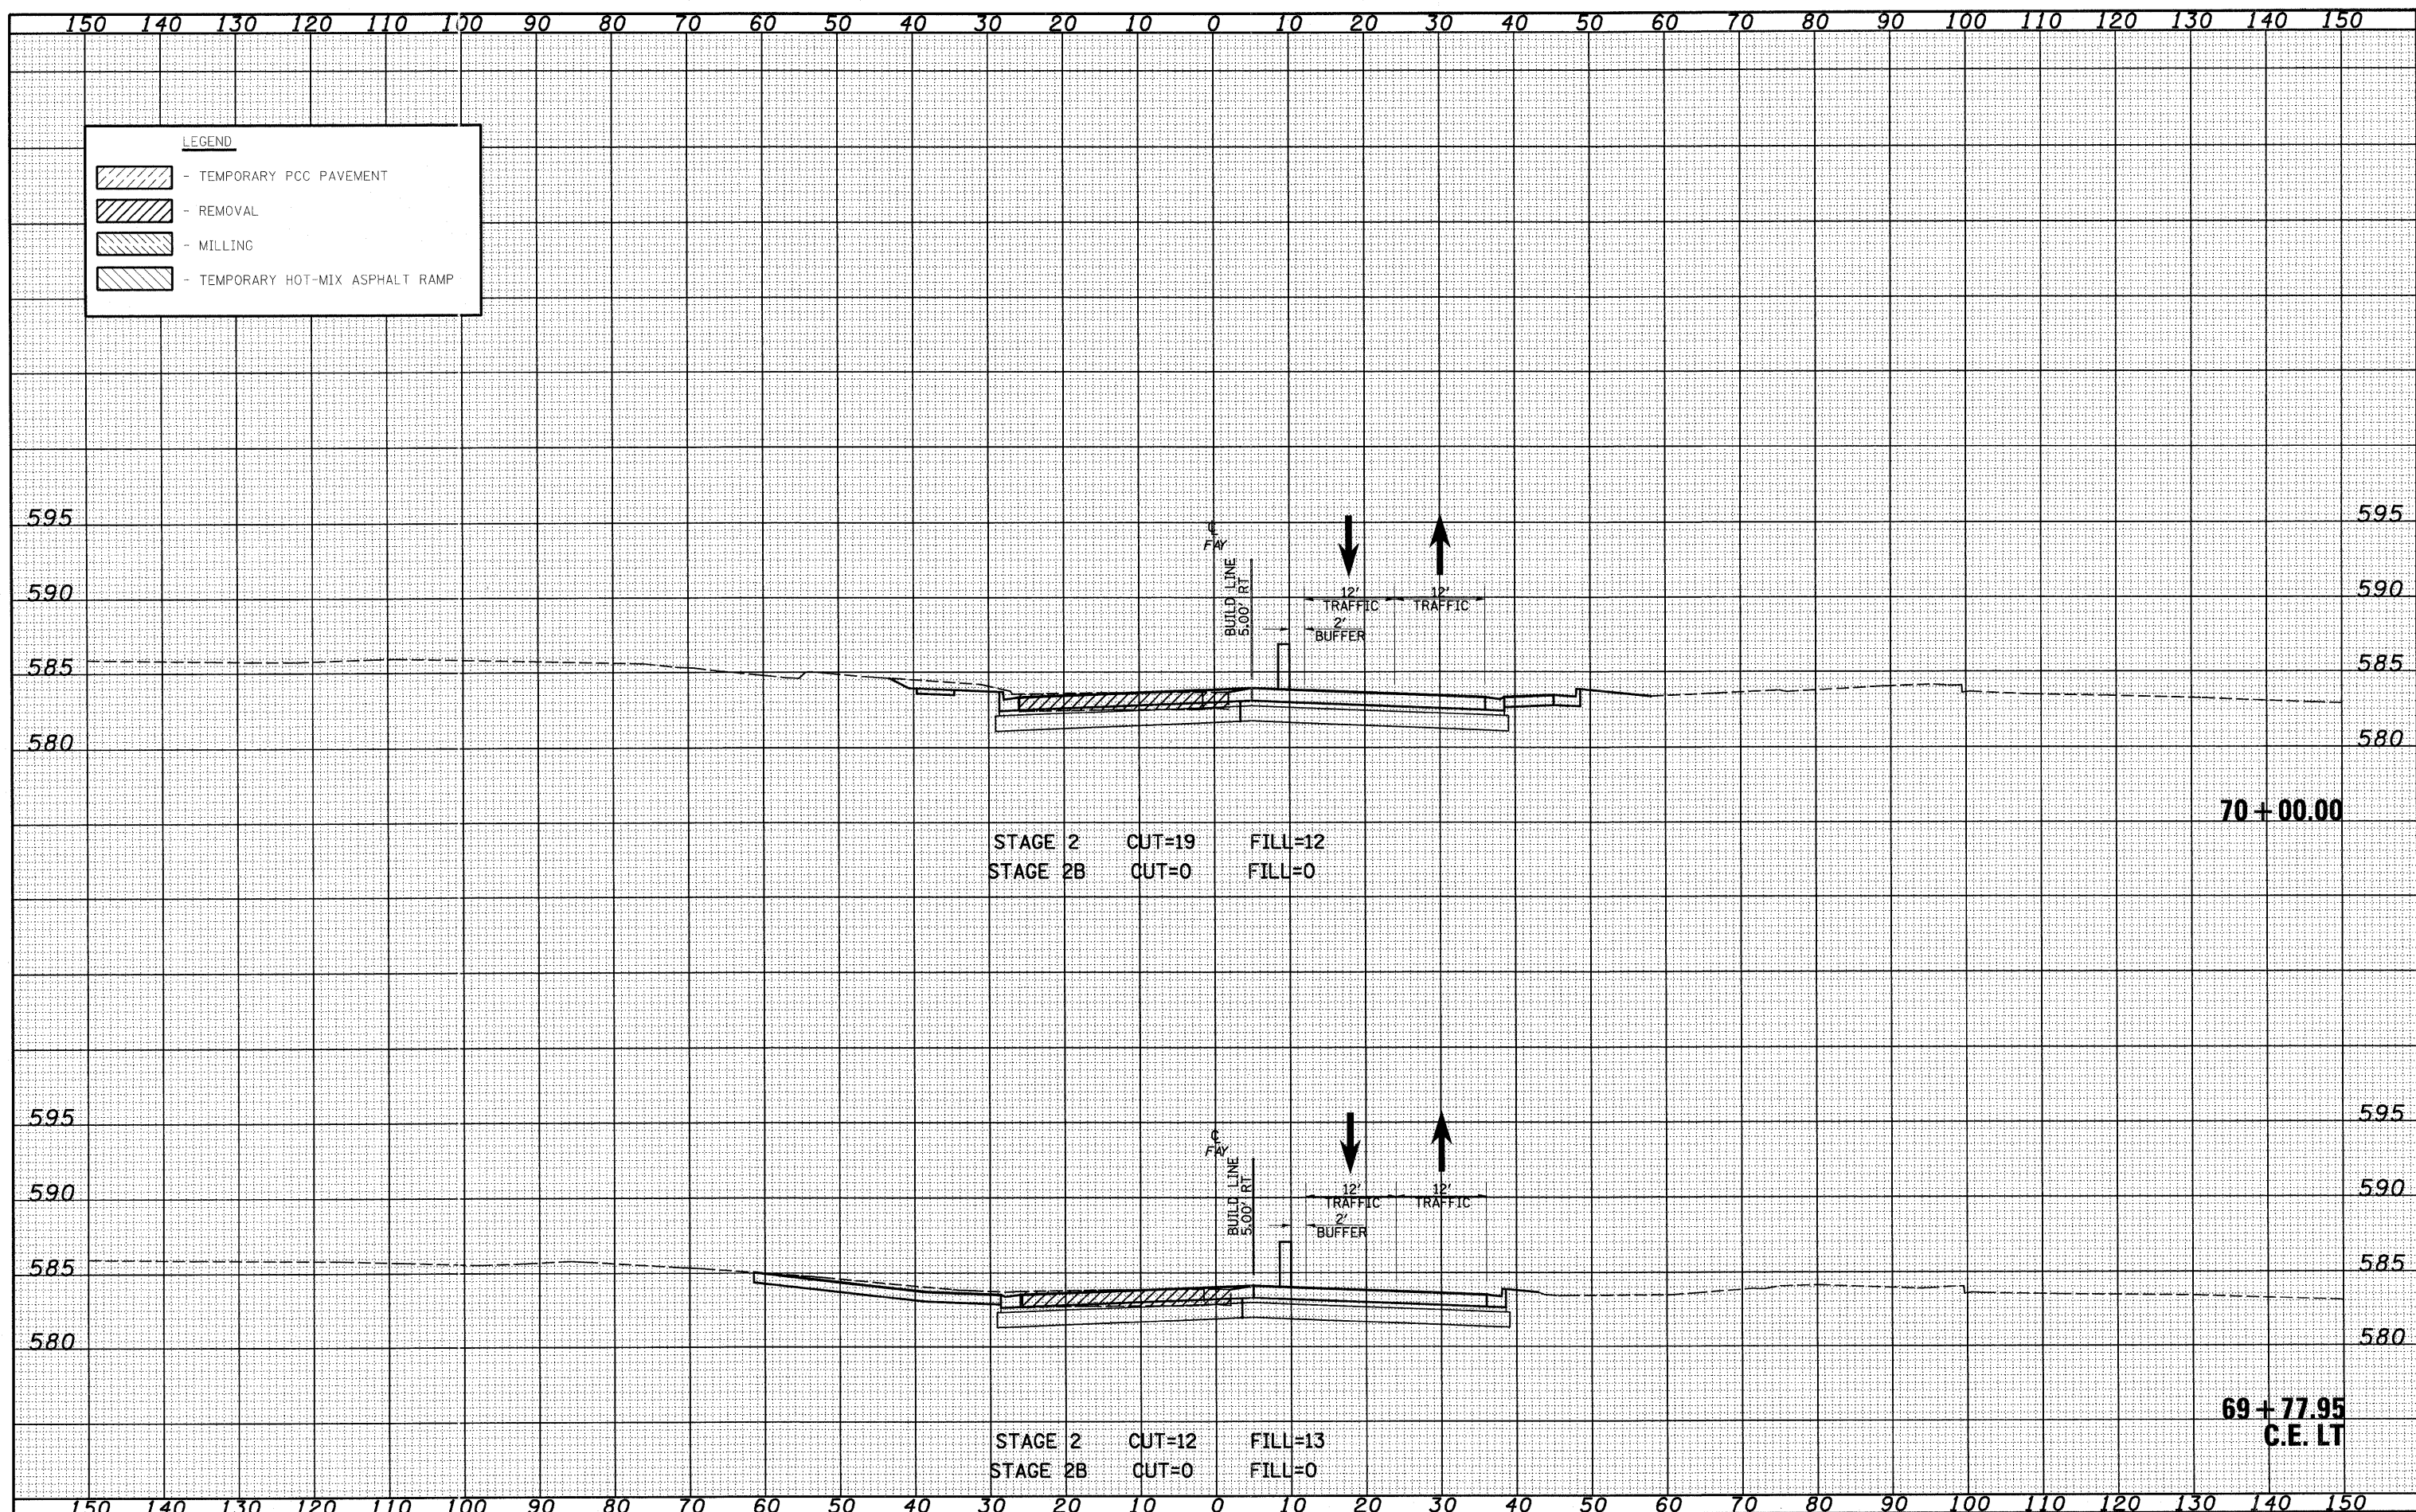 150 140 130 120 110 100 90 80 70 60 50 40 30 20 10 0 10 20 30 40 50 60 70 80 90 100 110 120 130 140 150
LEGEND
- TEMPORARY PCC PAVEMENT
- REMOVAL
- MILLING
- TEMPORARY HOT-MIX ASPHALT RAMP
595 595
℄
FAY
BUILD LINE
5.00' RT
590 590
12' 12'
TRAFFIC TRAFFIC
2'
BUFFER
585 585
580 580
70 + 00.00
STAGE 2 CUT=19 FILL=12
STAGE 2B CUT=0 FILL=0
595 595
℄
FAY
BUILD LINE
5.00' RT
590 590
12' 12'
TRAFFIC TRAFFIC
2'
BUFFER
585 585
580 580
69 + 77.95
C.E. LT
STAGE 2 CUT=12 FILL=13
STAGE 2B CUT=0 FILL=0
150 140 130 120 110 100 90 80 70 60 50 40 30 20 10 0 10 20 30 40 50 60 70 80 90 100 110 120 130 140 150